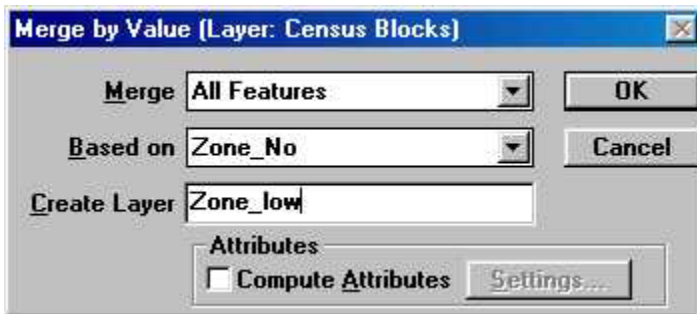 Merge by Value (Layer: Census Blocks)
Merge All Features OK
Based on Zone_No Cancel
Create Layer Zone_low
Attributes
Compute Attributes Settings...